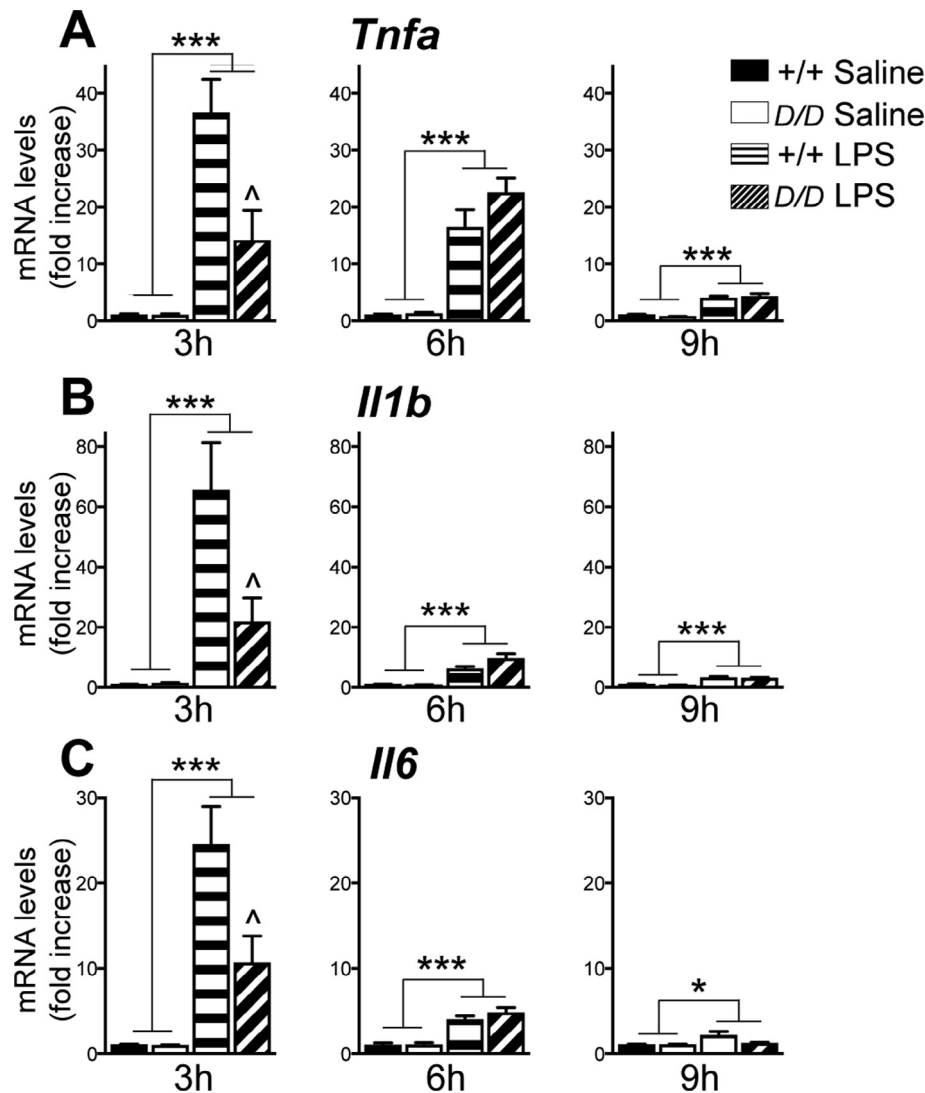 A
***
Tnfa
+/+ Saline
D/D Saline
+/+ LPS
D/D LPS
mRNA levels
(fold increase)
40
30
20
10
0
^
3h
40
30
20
10
0
***
6h
40
30
20
10
0
***
9h
B
***
Il1b
mRNA levels
(fold increase)
80
60
40
20
0
^
3h
80
60
40
20
0
***
6h
80
60
40
20
0
***
9h
C
***
Il6
mRNA levels
(fold increase)
30
20
10
0
^
3h
30
20
10
0
***
6h
30
20
10
0
*
9h